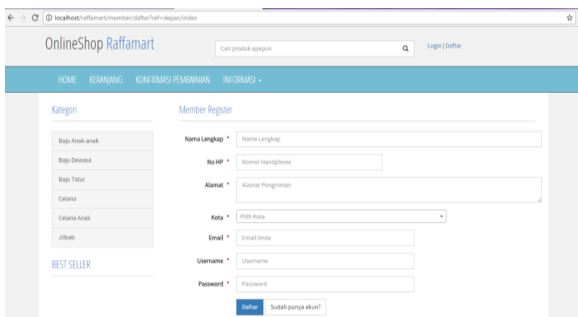 localhost/raffamart/member/daftar?ref=depan/index
OnlineShop Raffamart
Cari produk apapun
Login | Daftar
HOME KERANJANG KONFIRMASI PEMBAYARAN INFORMASI
Kategori
Baju Anak-anak
Baju Dewasa
Baju Tidur
Celana
Celana Anak
Jilbab
BEST SELLER
Member Register
Nama Lengkap * Nama Lengkap
No HP * Nomor Handphone
Alamat * Alamat Pengiriman
Kota * Pilih Kota
Email * Email Anda
Username * Username
Password * Password
Daftar Sudah punya akun?